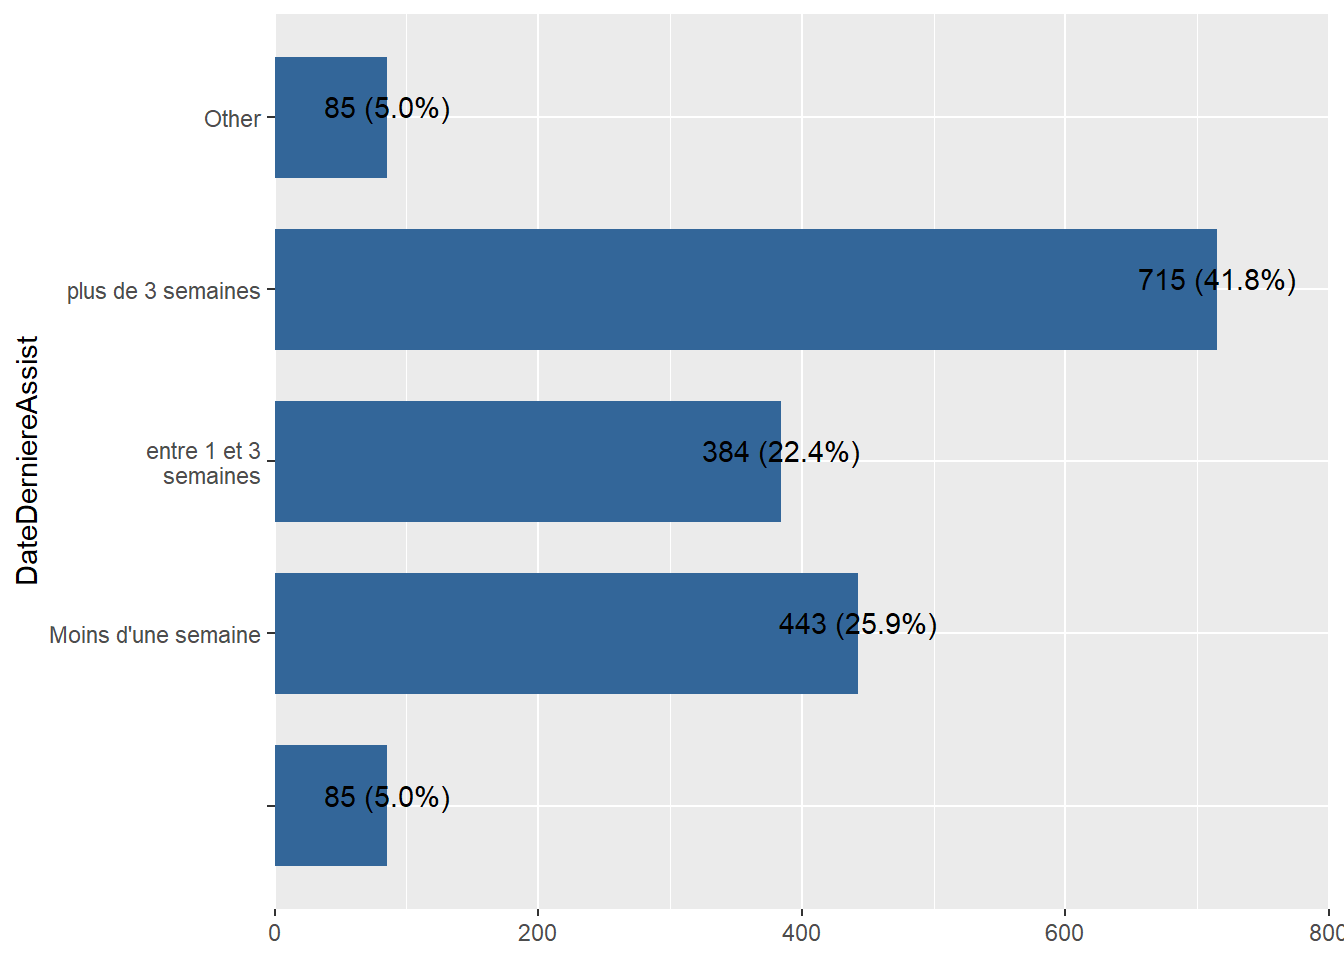 DateDerniereAssist
Other
85 (5.0%)
plus de 3 semaines
715 (41.8%)
entre 1 et 3
semaines
384 (22.4%)
Moins d'une semaine
443 (25.9%)
85 (5.0%)
0
200
400
600
800